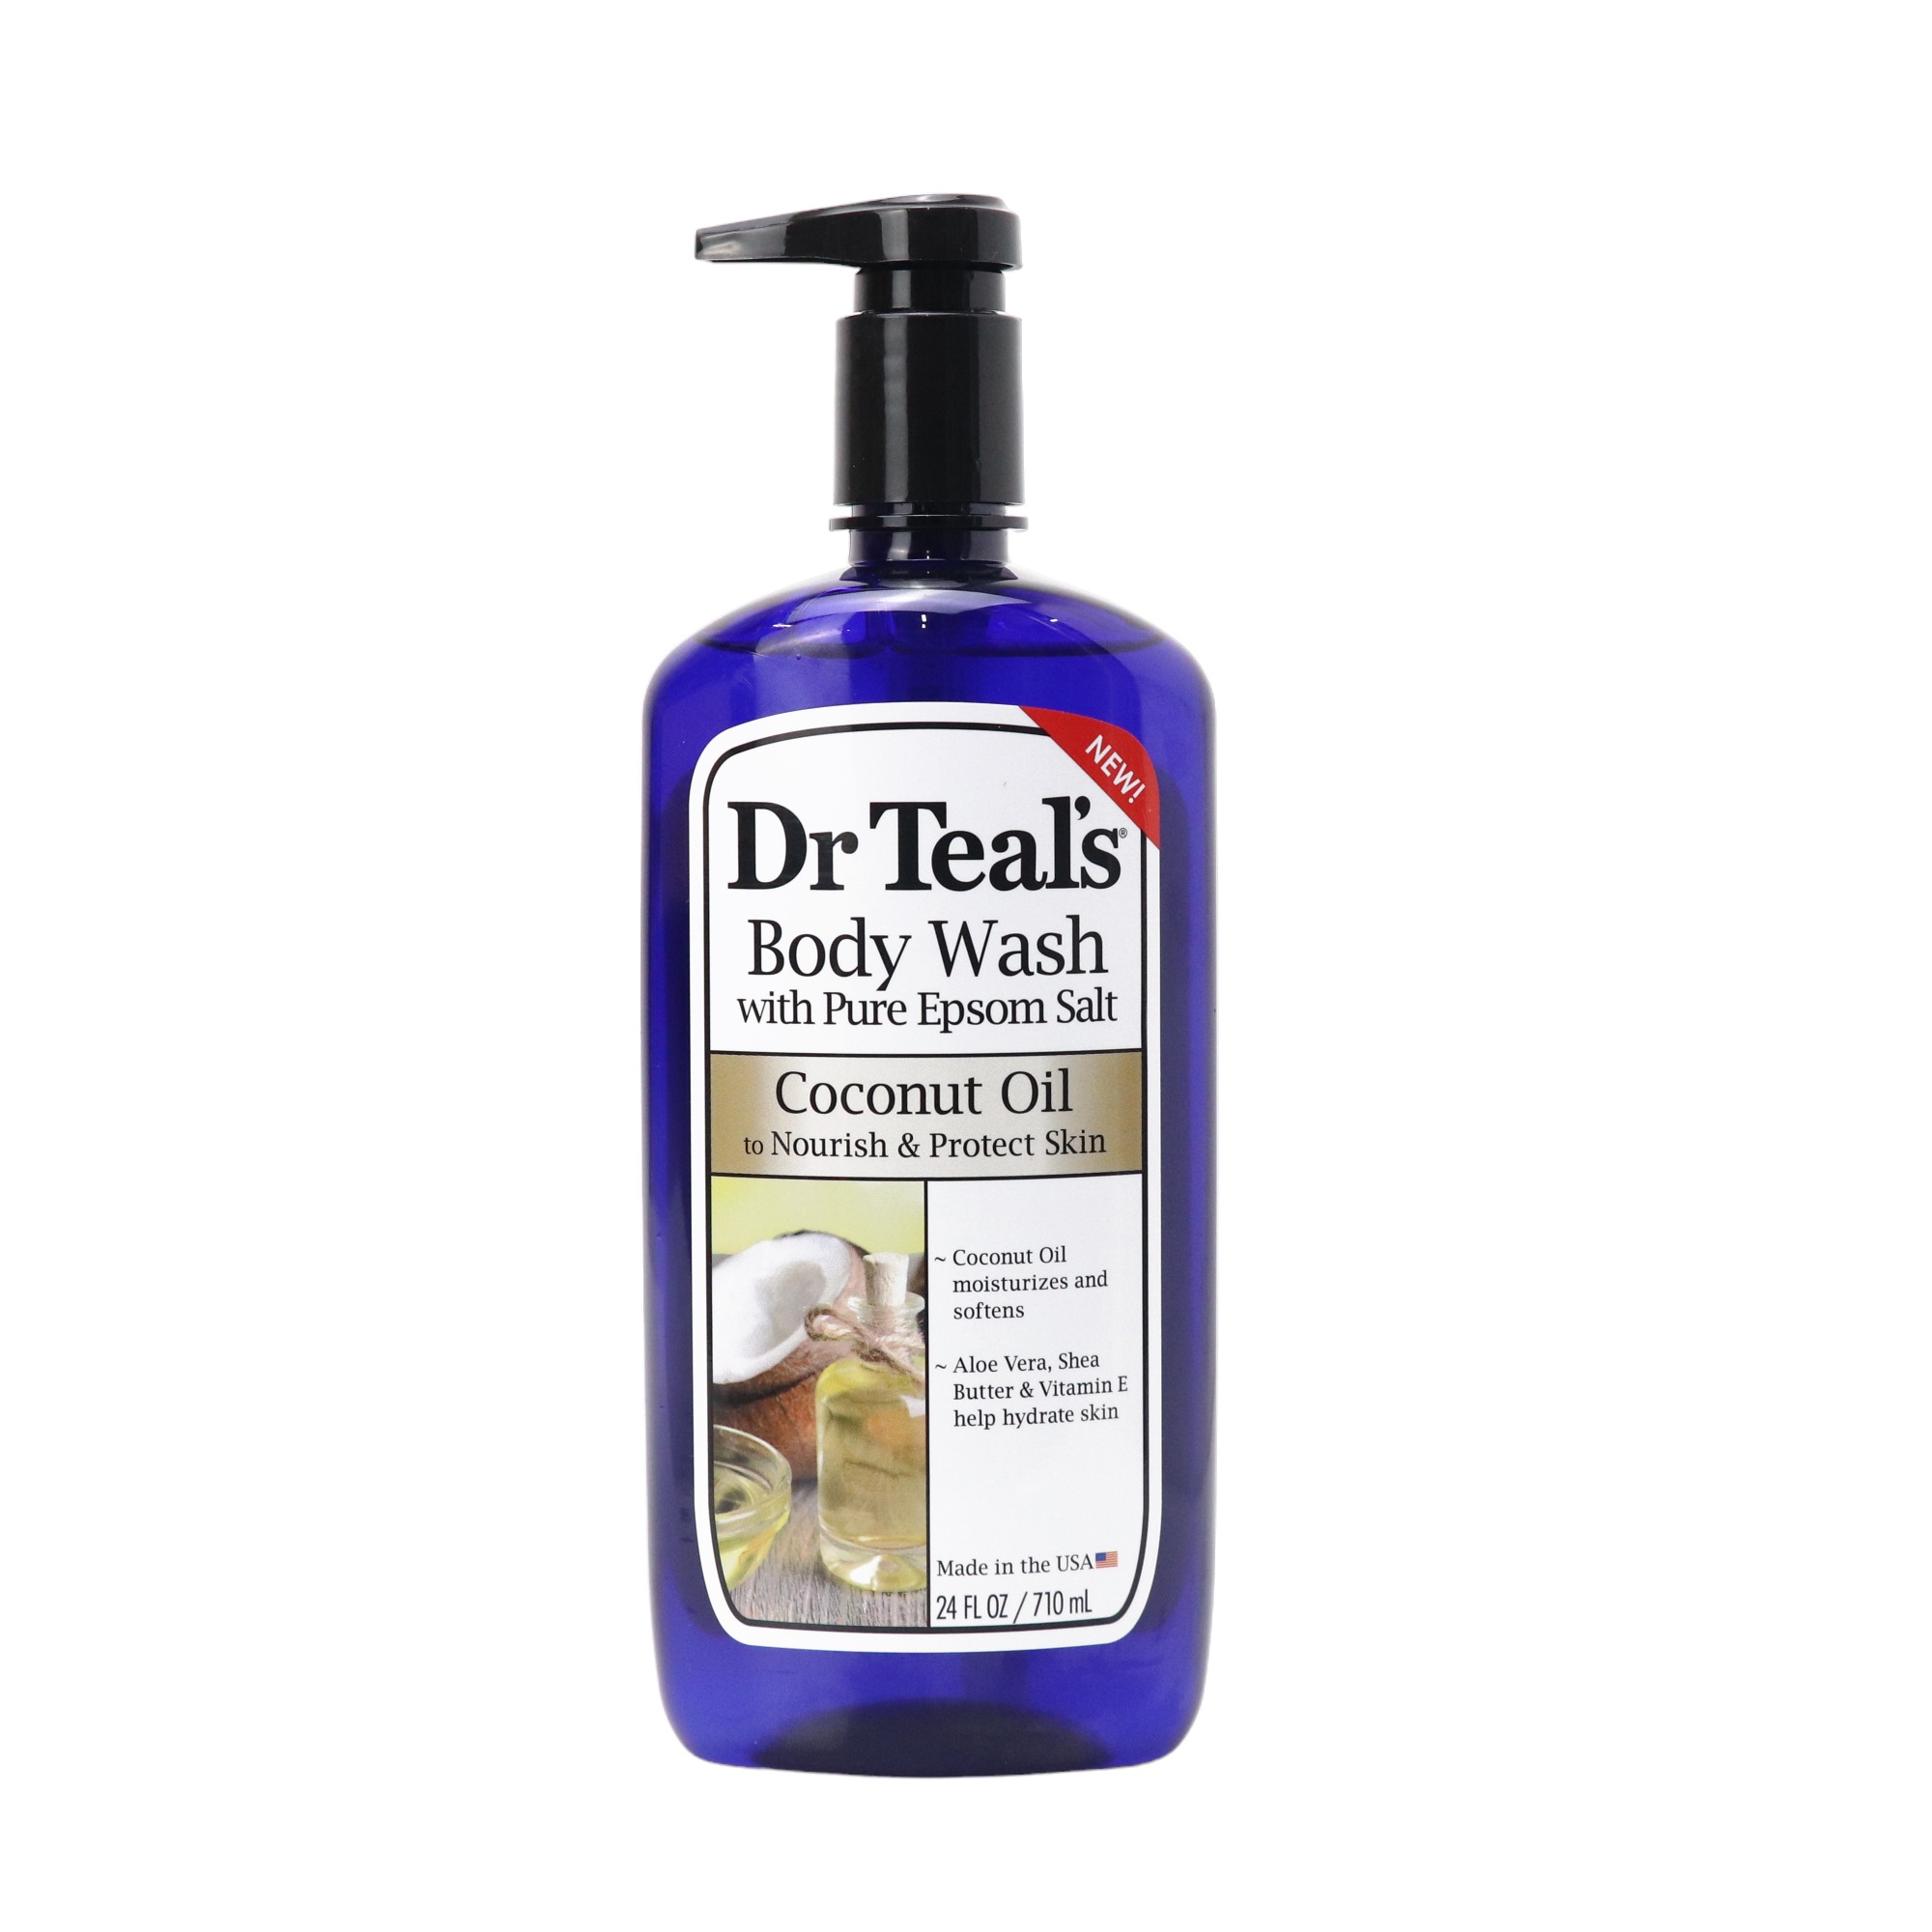 NEW!
Dr Teal's®
Body Wash
with Pure Epsom Salt
Coconut Oil
to Nourish & Protect Skin
~ Coconut Oil
moisturizes and
softens
~ Aloe Vera, Shea
Butter & Vitamin E
help hydrate skin
Made in the USA
24 FL OZ / 710 mL